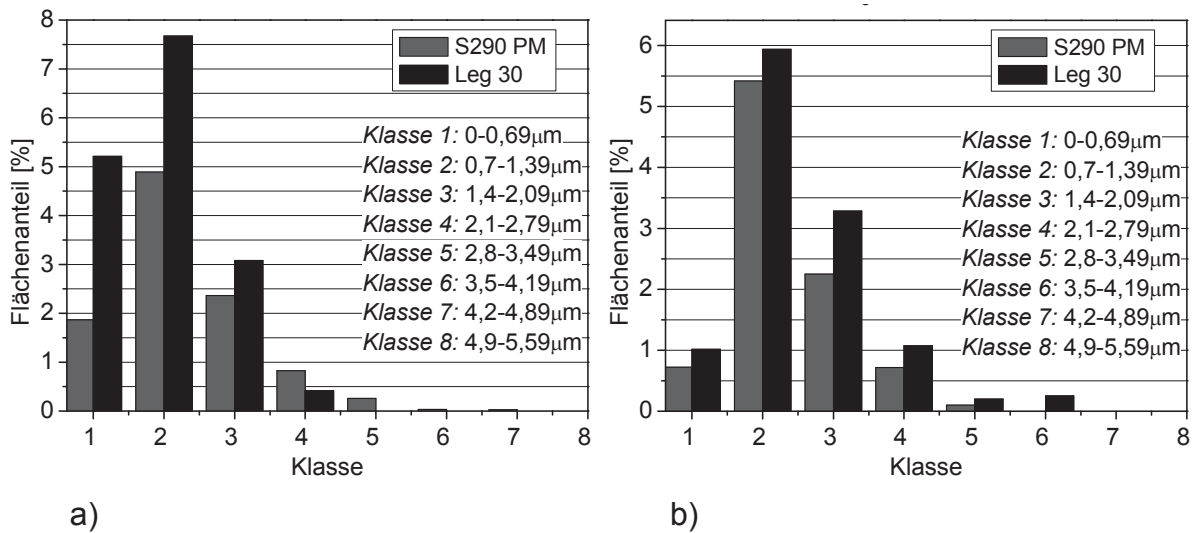 8
7
6
5
4
3
2
1
0
Flächenanteil [%]
S290 PM
Leg 30
Klasse 1: 0-0,69μm
Klasse 2: 0,7-1,39μm
Klasse 3: 1,4-2,09μm
Klasse 4: 2,1-2,79μm
Klasse 5: 2,8-3,49μm
Klasse 6: 3,5-4,19μm
Klasse 7: 4,2-4,89μm
Klasse 8: 4,9-5,59μm
1 2 3 4 5 6 7 8
Klasse
a)
6
5
4
3
2
1
0
Flächenanteil [%]
S290 PM
Leg 30
Klasse 1: 0-0,69μm
Klasse 2: 0,7-1,39μm
Klasse 3: 1,4-2,09μm
Klasse 4: 2,1-2,79μm
Klasse 5: 2,8-3,49μm
Klasse 6: 3,5-4,19μm
Klasse 7: 4,2-4,89μm
Klasse 8: 4,9-5,59μm
1 2 3 4 5 6 7 8
Klasse
b)